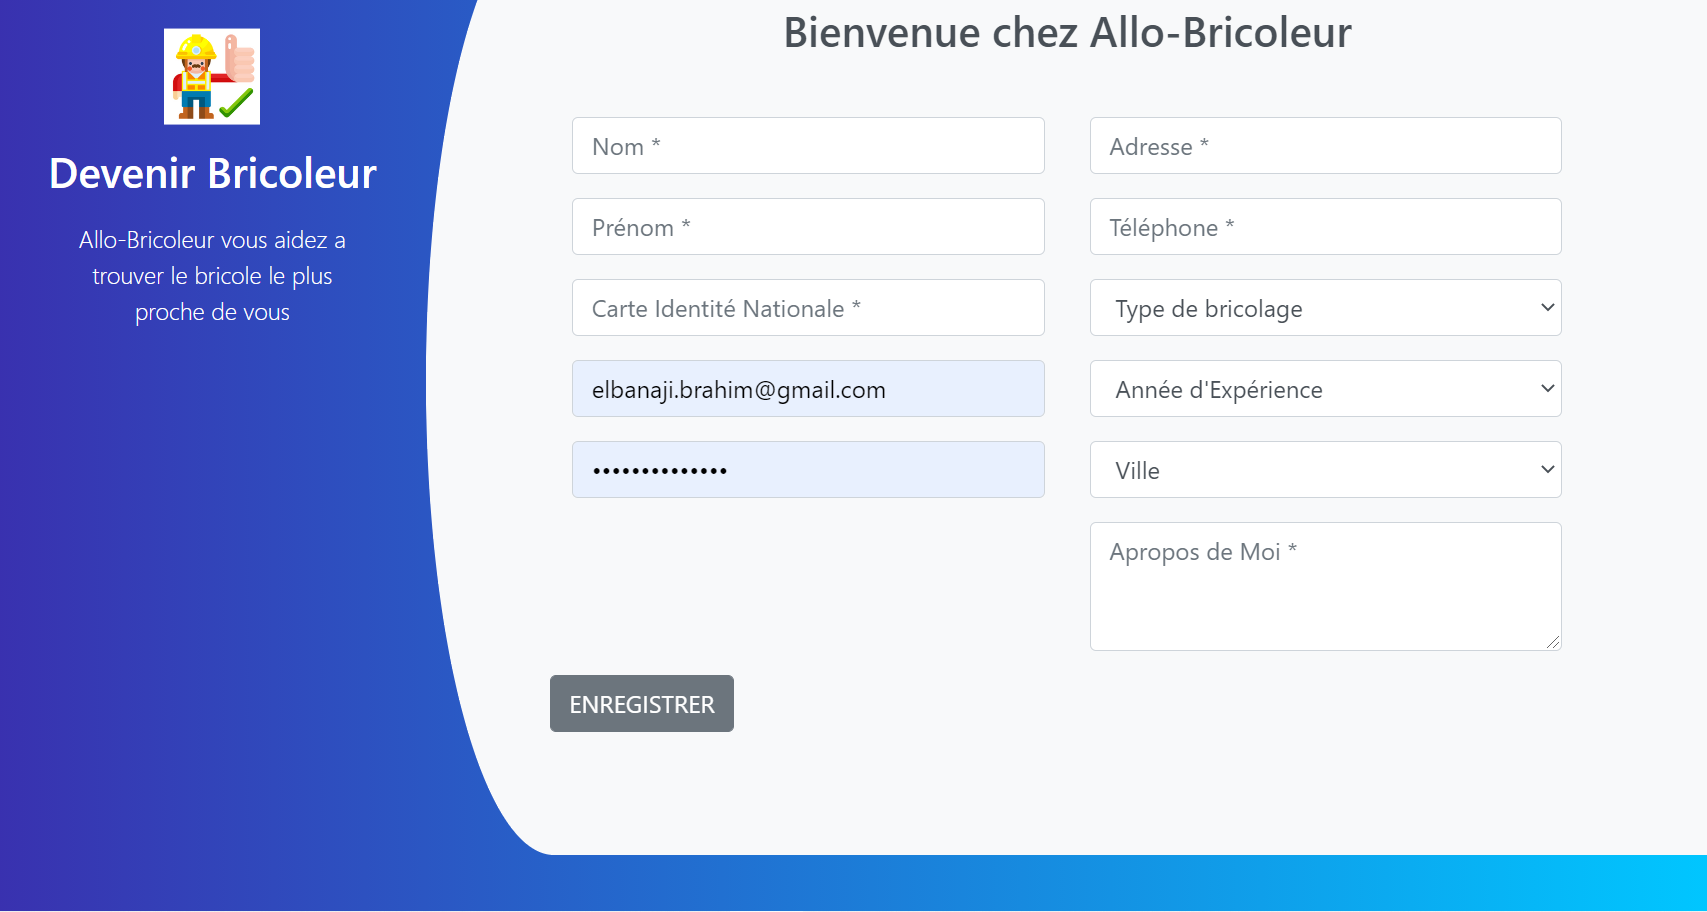 Devenir Bricoleur
Allo-Bricoleur vous aidez a
trouver le bricole le plus
proche de vous
Bienvenue chez Allo-Bricoleur
Nom *
Prénom *
Carte Identité Nationale *
elbanaji.brahim@gmail.com
••••••••••••••
Adresse *
Téléphone *
Type de bricolage
Année d'Expérience
Ville
Apropos de Moi *
ENREGISTRER